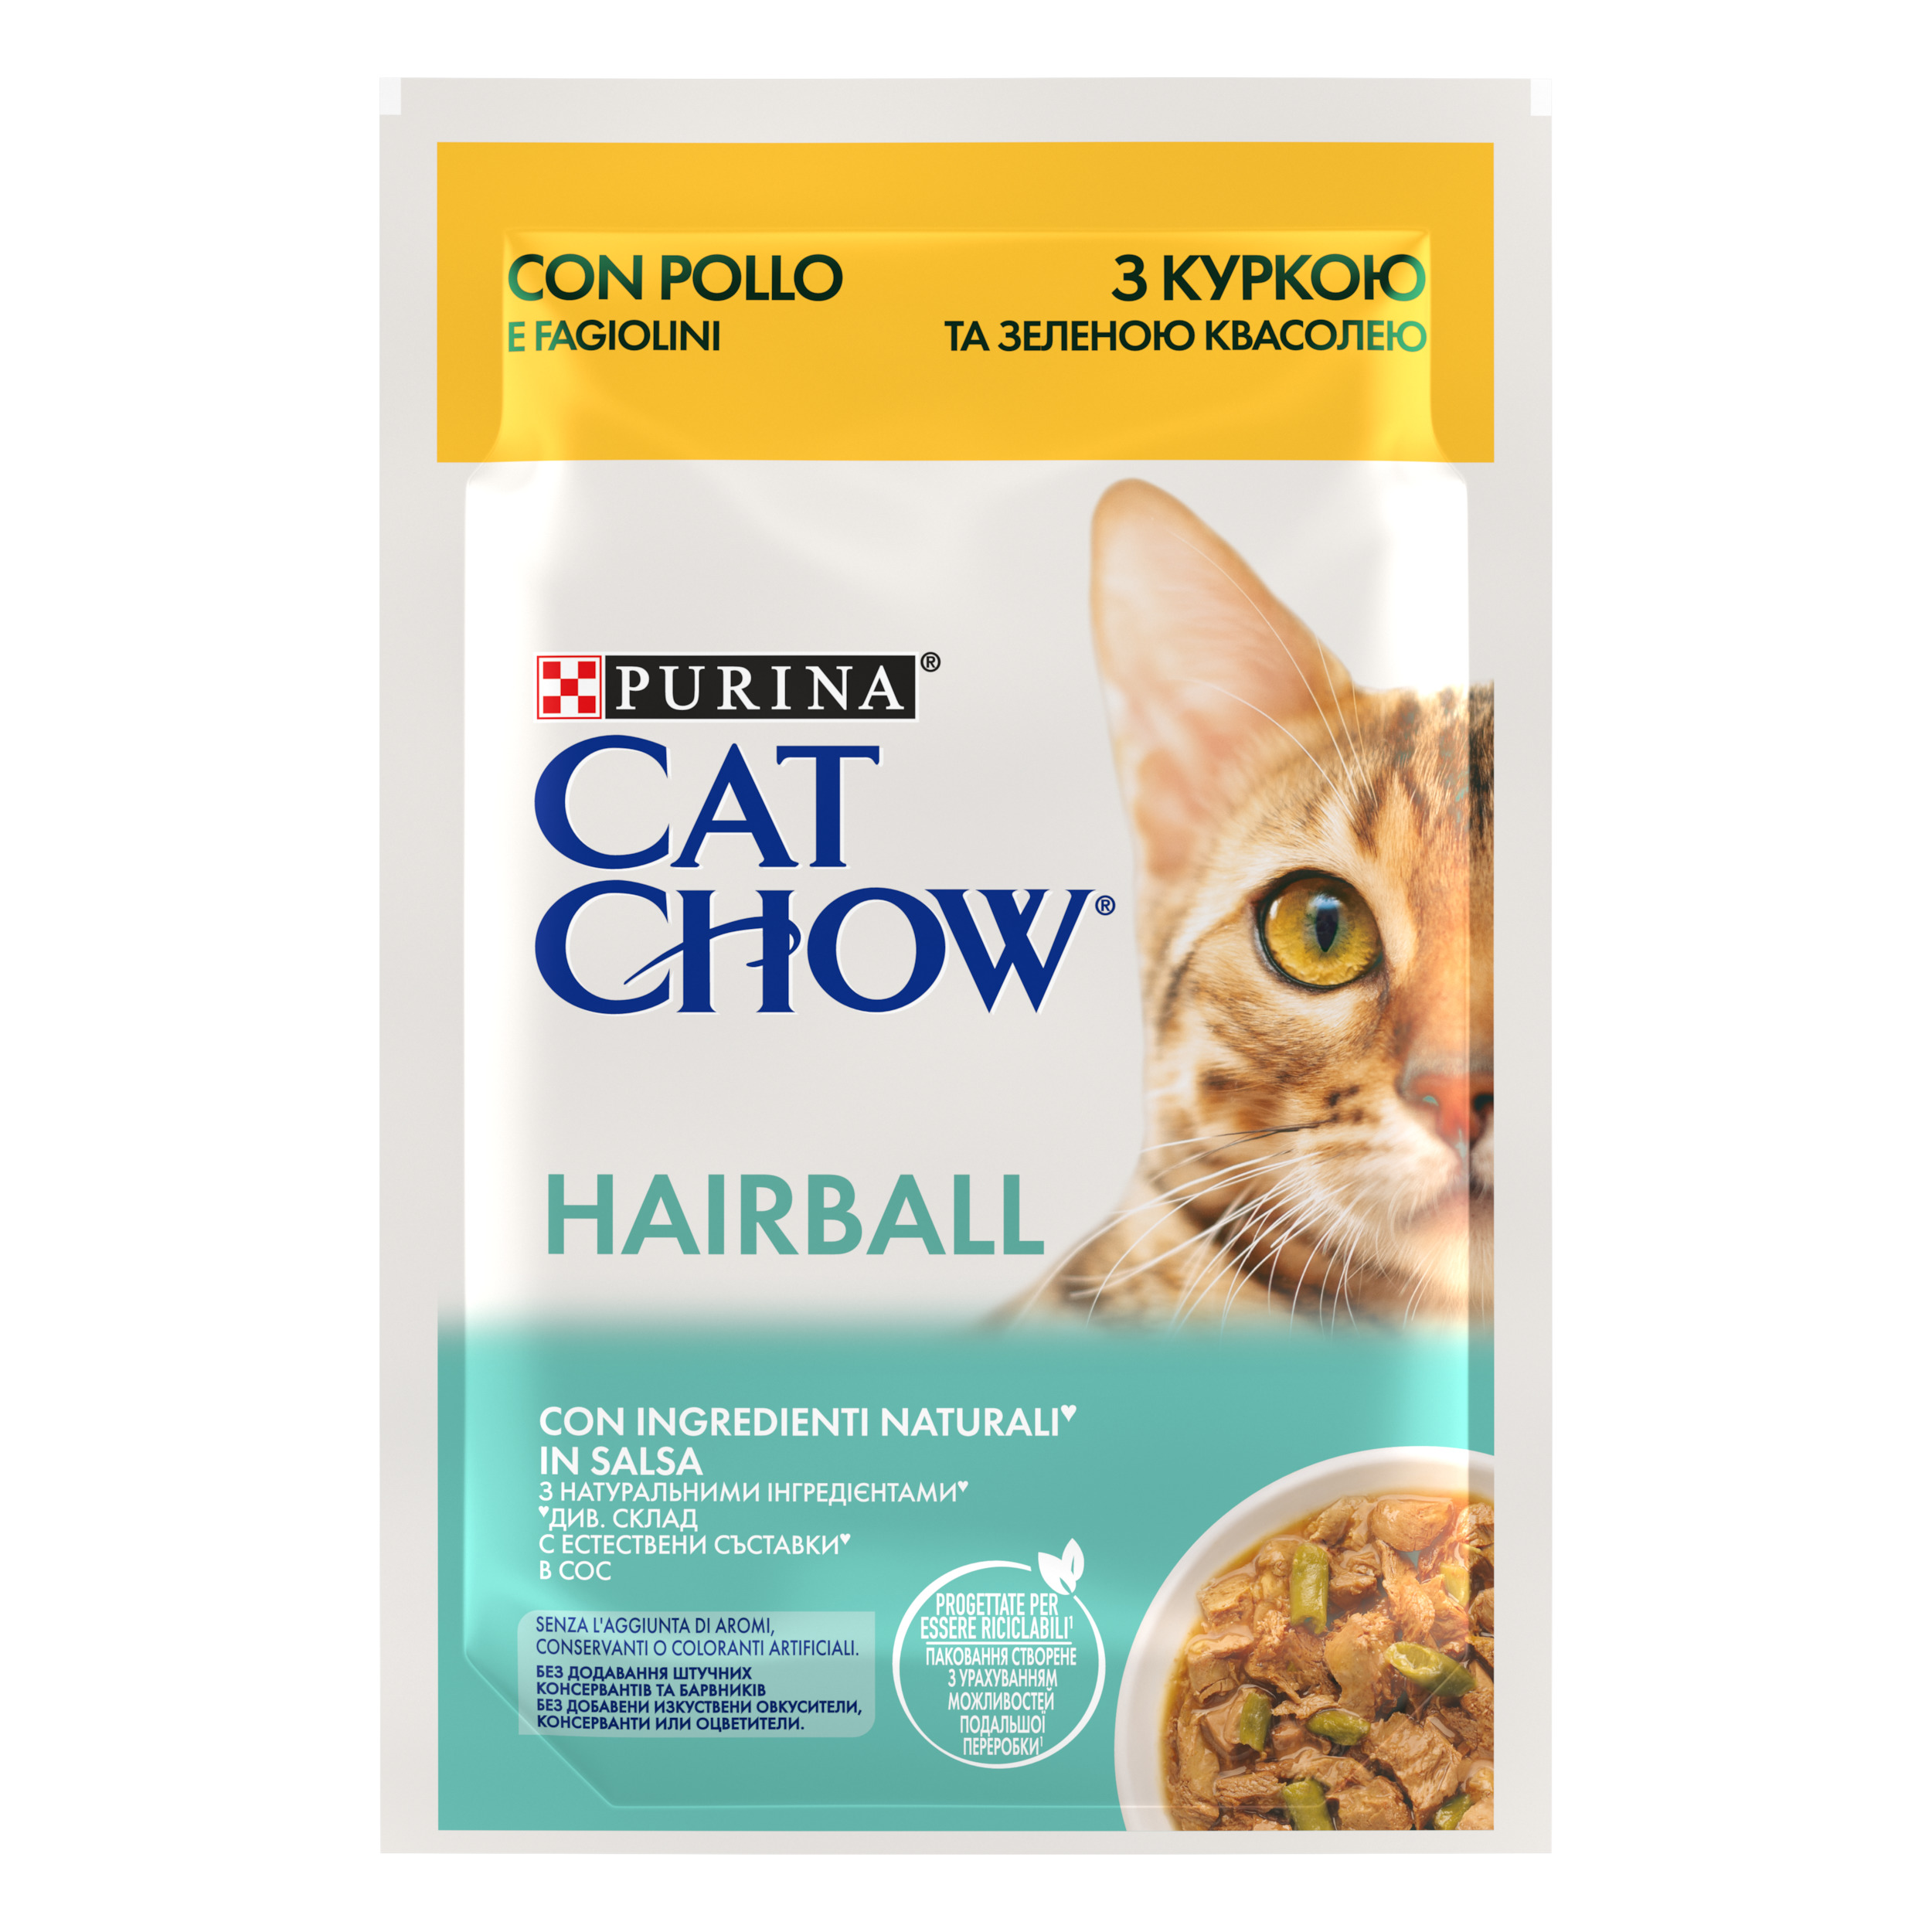 CON POLLO
E FAGIOLINI
З КУРКОЮ
ТА ЗЕЛЕНОЮ КВАСОЛЕЮ
PURINA®
CAT
CHOW®
HAIRBALL
CON INGREDIENTI NATURALI♥
IN SALSA
З НАТУРАЛЬНИМИ ІНГРЕДІЄНТАМИ♥
♥ДИВ. СКЛАД
С ЕСТЕСТВЕНИ СЪСТАВКИ♥
В СОС
SENZA L'AGGIUNTA DI AROMI,
CONSERVANTI O COLORANTI ARTIFICIALI.
БЕЗ ДОДАВАННЯ ШТУЧНИХ
КОНСЕРВАНТІВ ТА БАРВНИКІВ
БЕЗ ДОБАВЕНИ ИЗКУСТВЕНИ ОВКУСИТЕЛИ,
КОНСЕРВАНТИ ИЛИ ОЦВЕТИТЕЛИ.
PROGETTATE PER
ESSERE RICICLABILI¹
ПАКОВАННЯ СТВОРЕНЕ
З УРАХУВАННЯМ
МОЖЛИВОСТЕЙ
ПОДАЛЬШОЇ
ПЕРЕРОБКИ¹